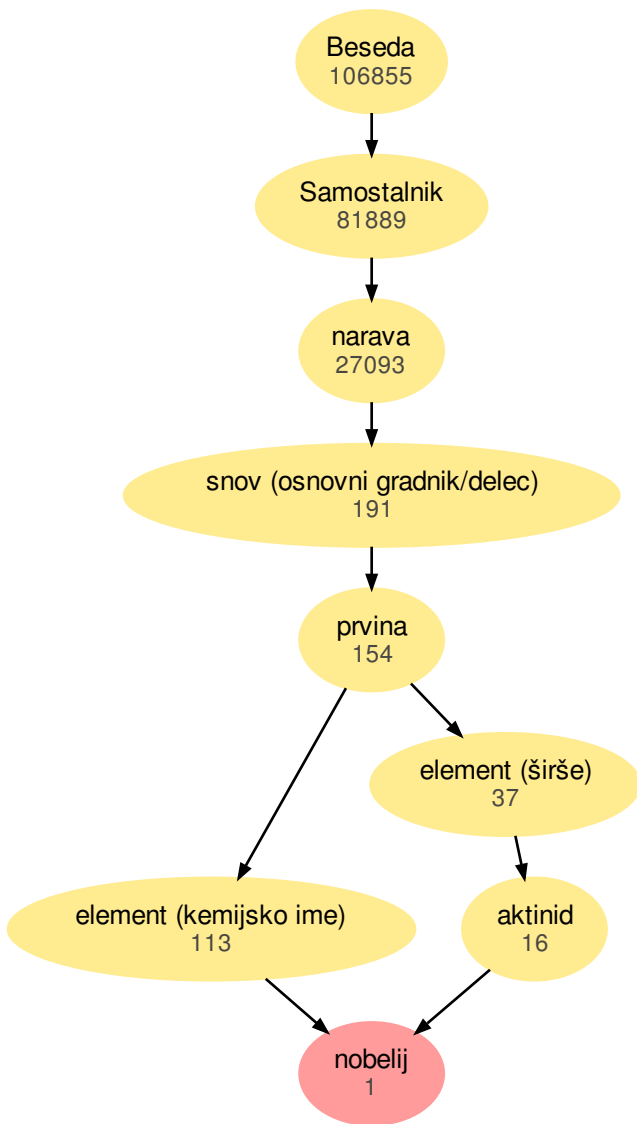 Beseda
106855
Samostalnik
81889
narava
27093
snov (osnovni gradnik/delec)
191
prvina
154
element (širše)
37
element (kemijsko ime)
113
aktinid
16
nobelij
1